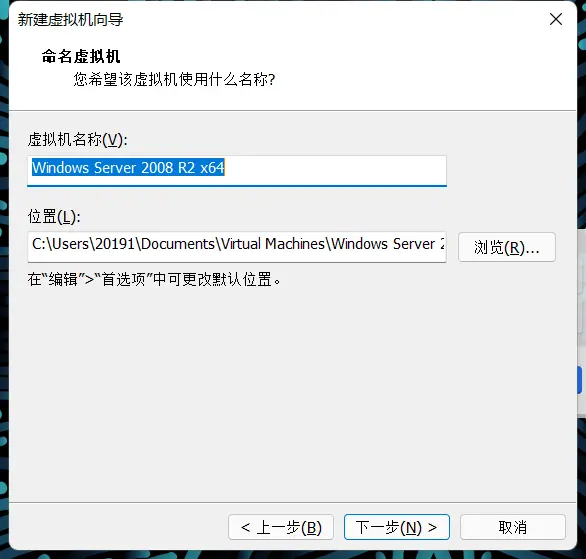 新建虚拟机向导
命名虚拟机
您希望该虚拟机使用什么名称?
虚拟机名称(V):
Windows Server 2008 R2 x64
位置(L):
C:\Users\20191\Documents\Virtual Machines\Windows Server 2
浏览(R)...
在“编辑”>“首选项”中可更改默认位置。
< 上一步(B)
下一步(N) >
取消